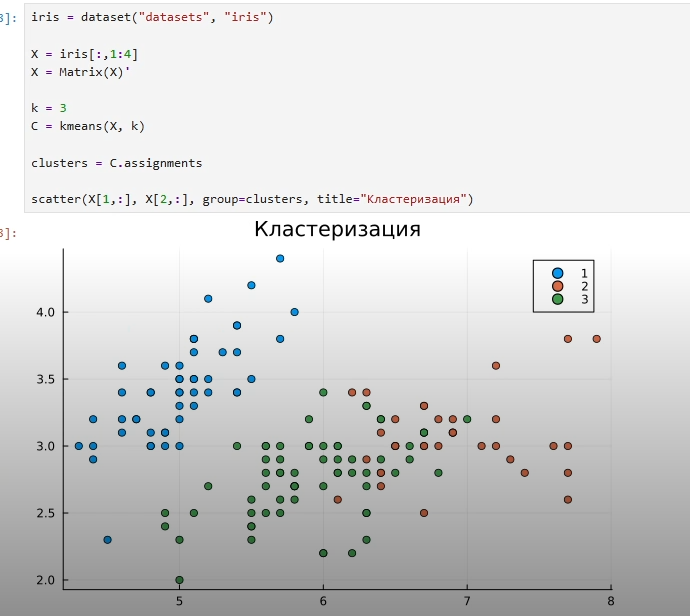 3]:
iris = dataset("datasets", "iris")
X = iris[:,1:4]
X = Matrix(X)'
k = 3
C = kmeans(X, k)
clusters = C.assignments
scatter(X[1,:], X[2,:], group=clusters, title="Кластеризация")
3]:
Кластеризация
1
2
3
4.0
3.5
3.0
2.5
2.0
5
6
7
8